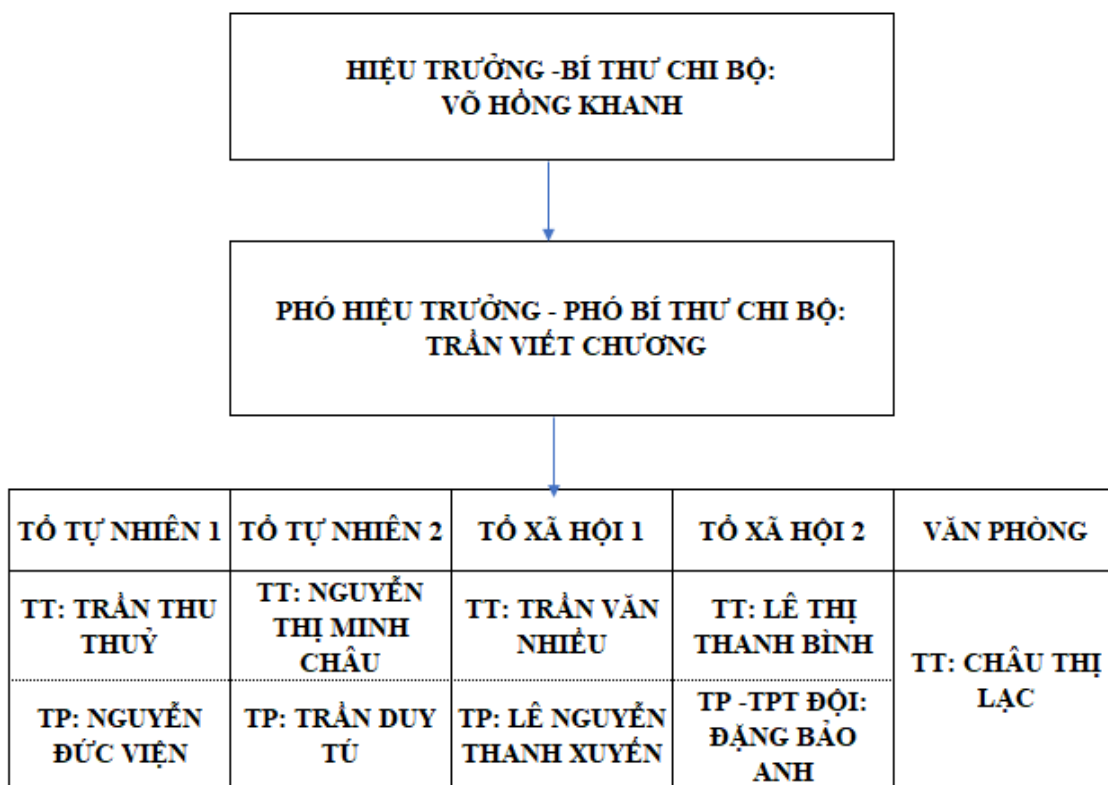 HIỆU TRƯỞNG -BÍ THƯ CHI BỘ:
VÕ HỒNG KHANH
PHÓ HIỆU TRƯỞNG - PHÓ BÍ THƯ CHI BỘ:
TRẦN VIẾT CHƯƠNG
TỔ TỰ NHIÊN 1
TỔ TỰ NHIÊN 2
TỔ XÃ HỘI 1
TỔ XÃ HỘI 2
VĂN PHÒNG
TT: TRẦN THU
THUỶ
TT: NGUYỄN
THỊ MINH
CHÂU
TT: TRẦN VĂN
NHIỀU
TT: LÊ THỊ
THANH BÌNH
TT: CHÂU THỊ
LẠC
TP: NGUYỄN
ĐỨC VIỆN
TP: TRẦN DUY
TÚ
TP: LÊ NGUYỄN
THANH XUYẾN
TP -TPT ĐỘI:
ĐẶNG BẢO
ANH